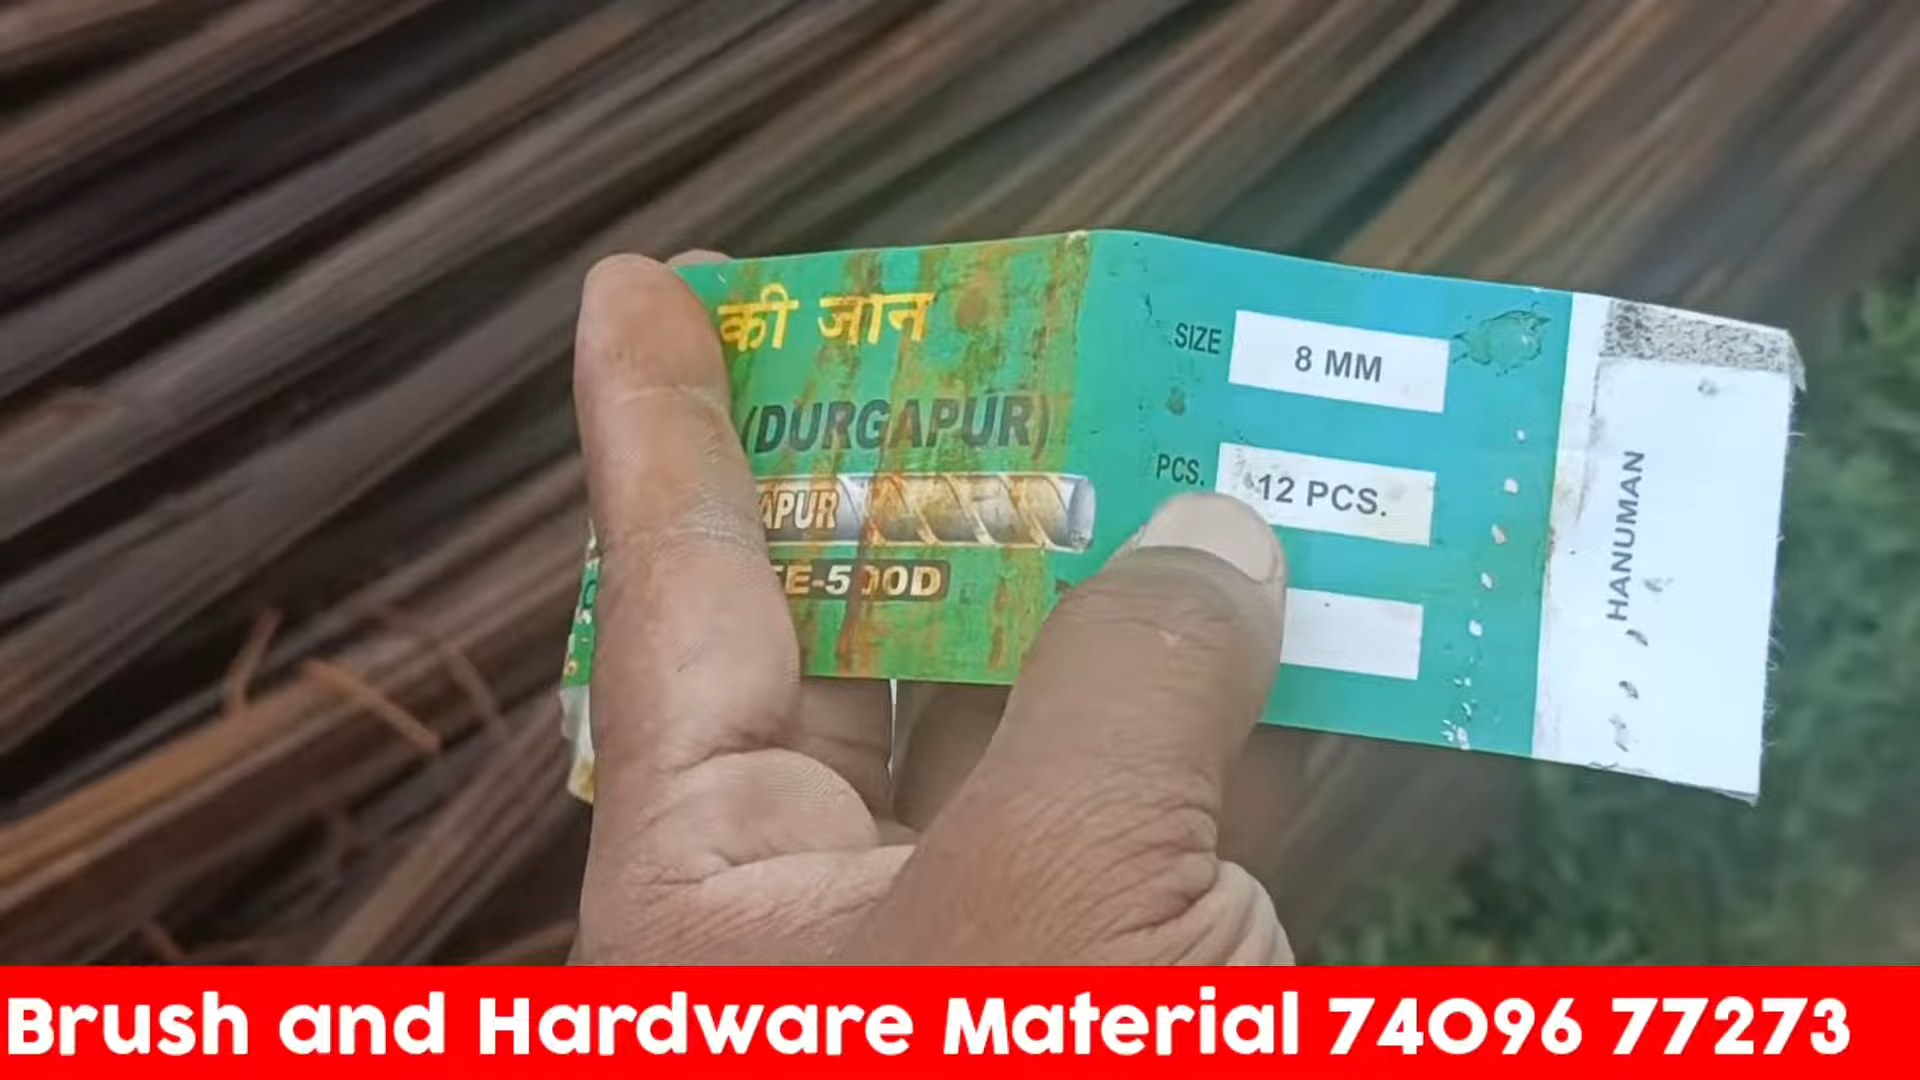 की जान
(DURGAPUR)
APUR
FE-500D
SIZE
8 MM
PCS.
12 PCS.
HANUMAN
Brush and Hardware Material 74096 77273